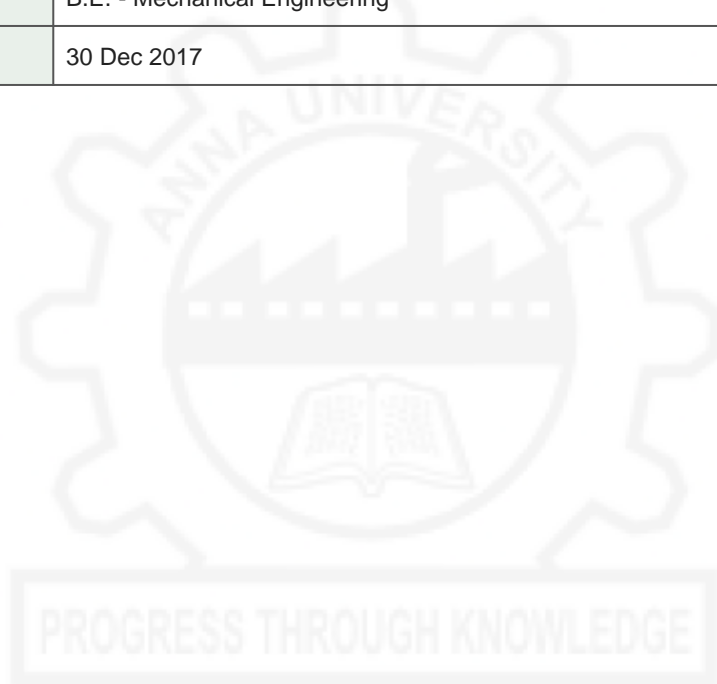 B.E. - Mechanical Engineering
30 Dec 2017
ANNA UNIVERSITY
PROGRESS THROUGH KNOWLEDGE